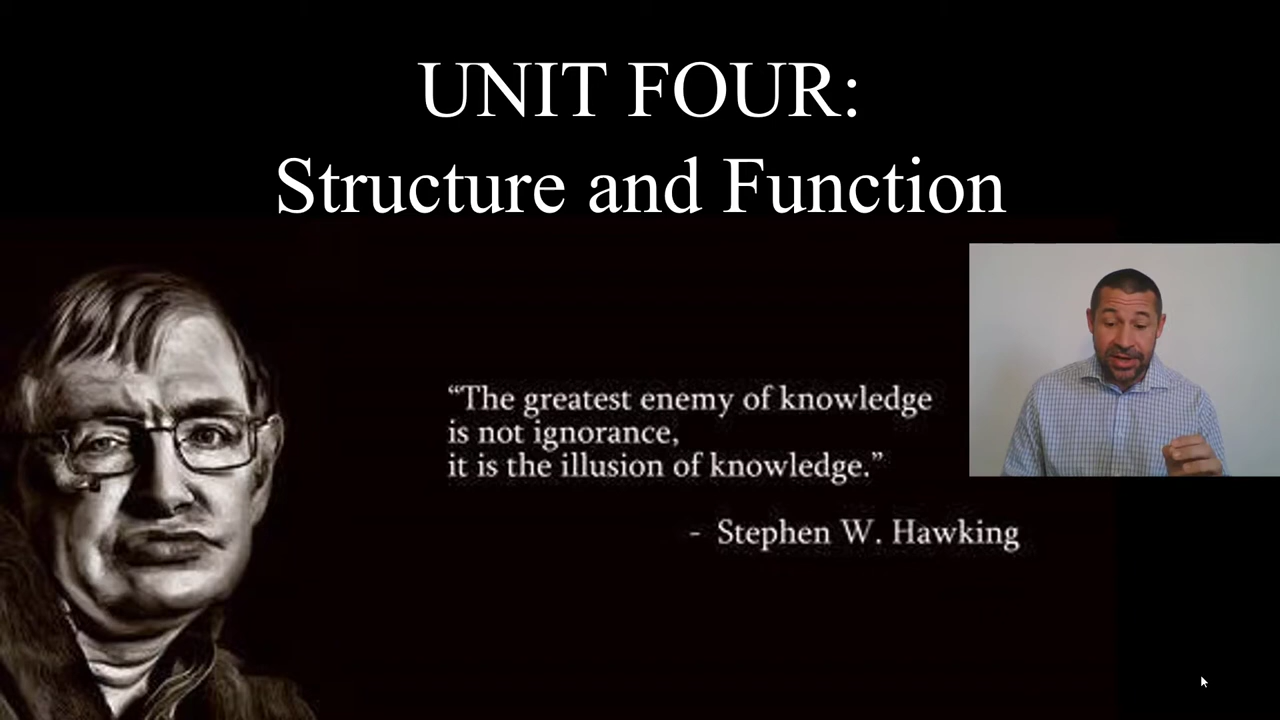 UNIT FOUR:
Structure and Function
“The greatest enemy of knowledge
is not ignorance,
it is the illusion of knowledge.”
- Stephen W. Hawking